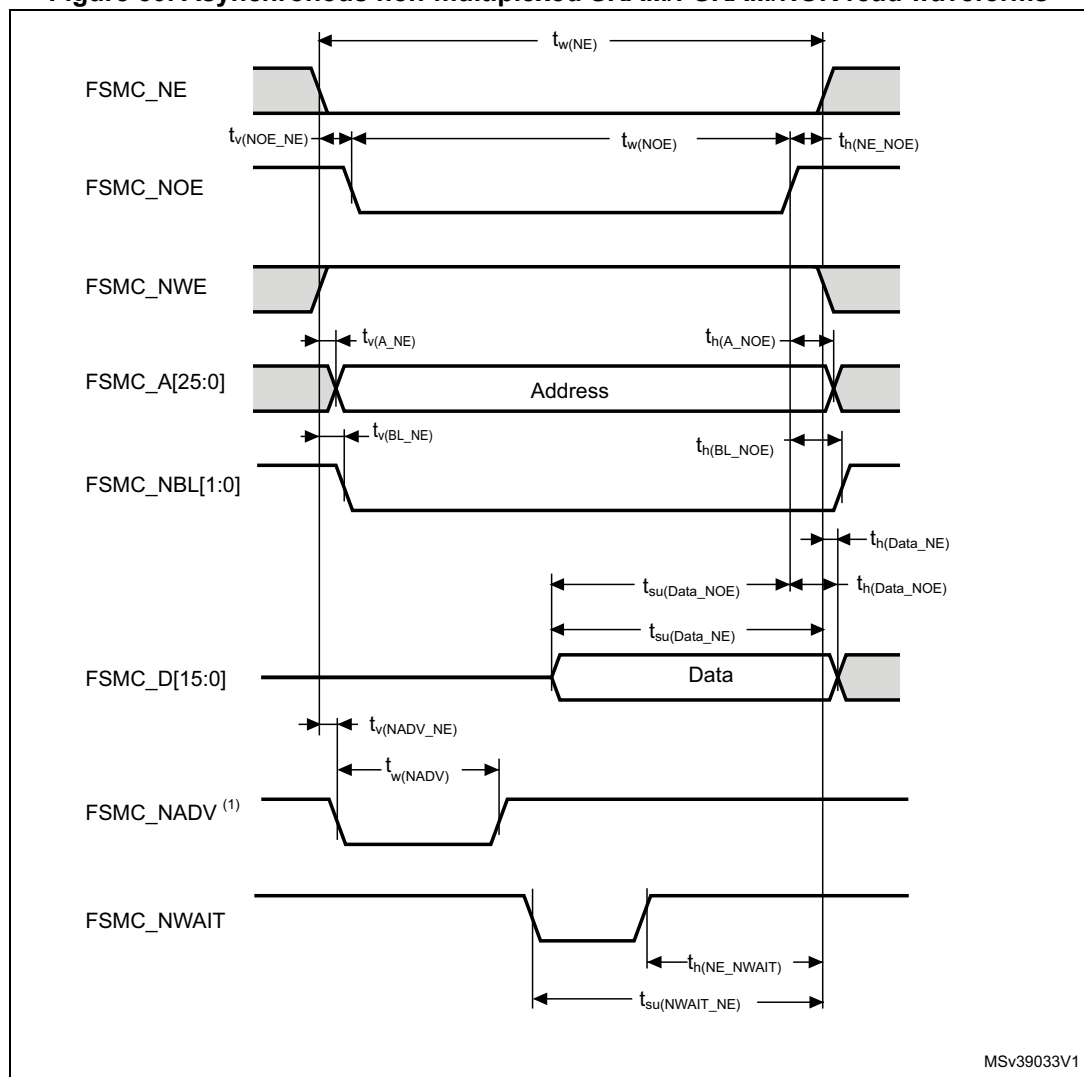 t_w(NE)
FSMC_NE
t_v(NOE_NE)
t_w(NOE)
t_h(NE_NOE)
FSMC_NOE
FSMC_NWE
t_v(A_NE)
t_h(A_NOE)
FSMC_A[25:0]
Address
t_v(BL_NE)
t_h(BL_NOE)
FSMC_NBL[1:0]
t_h(Data_NE)
t_su(Data_NOE)
t_h(Data_NOE)
t_su(Data_NE)
FSMC_D[15:0]
Data
t_v(NADV_NE)
t_w(NADV)
FSMC_NADV (1)
FSMC_NWAIT
t_h(NE_NWAIT)
t_su(NWAIT_NE)
MSv39033V1